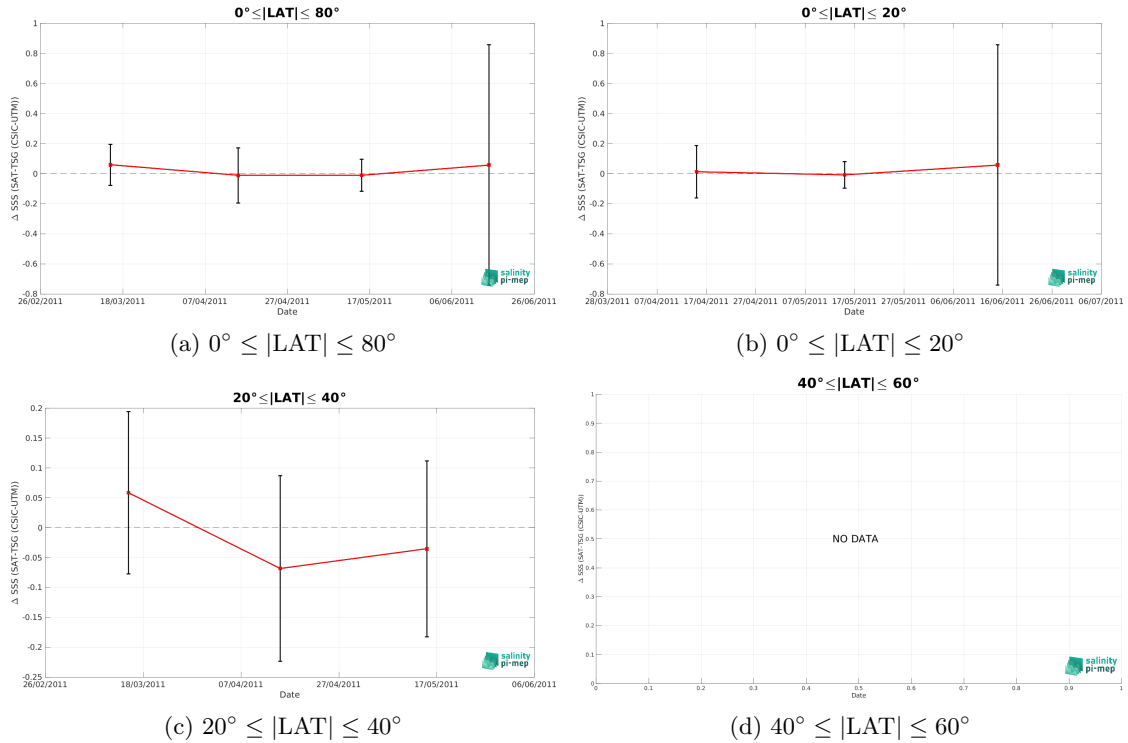 0°≤|LAT|≤ 80°
1
0.8
0.6
0.4
0.2
0
-0.2
-0.4
-0.6
-0.8
Δ SSS (SAT-TSG (CSIC-UTM))
26/02/2011 18/03/2011 07/04/2011 27/04/2011 17/05/2011 06/06/2011 26/06/2011
Date
salinity
pi-mep
(a) 0° ≤ |LAT| ≤ 80°
0°≤|LAT|≤ 20°
1
0.8
0.6
0.4
0.2
0
-0.2
-0.4
-0.6
-0.8
Δ SSS (SAT-TSG (CSIC-UTM))
28/03/2011 07/04/2011 17/04/2011 27/04/2011 07/05/2011 17/05/2011 27/05/2011 06/06/2011 16/06/2011 26/06/2011 06/07/2011
Date
salinity
pi-mep
(b) 0° ≤ |LAT| ≤ 20°
20°≤|LAT|≤ 40°
0.2
0.15
0.1
0.05
0
-0.05
-0.1
-0.15
-0.2
-0.25
Δ SSS (SAT-TSG (CSIC-UTM))
26/02/2011 18/03/2011 07/04/2011 27/04/2011 17/05/2011 06/06/2011
Date
salinity
pi-mep
(c) 20° ≤ |LAT| ≤ 40°
40°≤|LAT|≤ 60°
1
0.9
0.8
0.7
0.6
0.5
0.4
0.3
0.2
0.1
0
Δ SSS (SAT-TSG (CSIC-UTM))
NO DATA
0 0.1 0.2 0.3 0.4 0.5 0.6 0.7 0.8 0.9 1
Date
salinity
pi-mep
(d) 40° ≤ |LAT| ≤ 60°